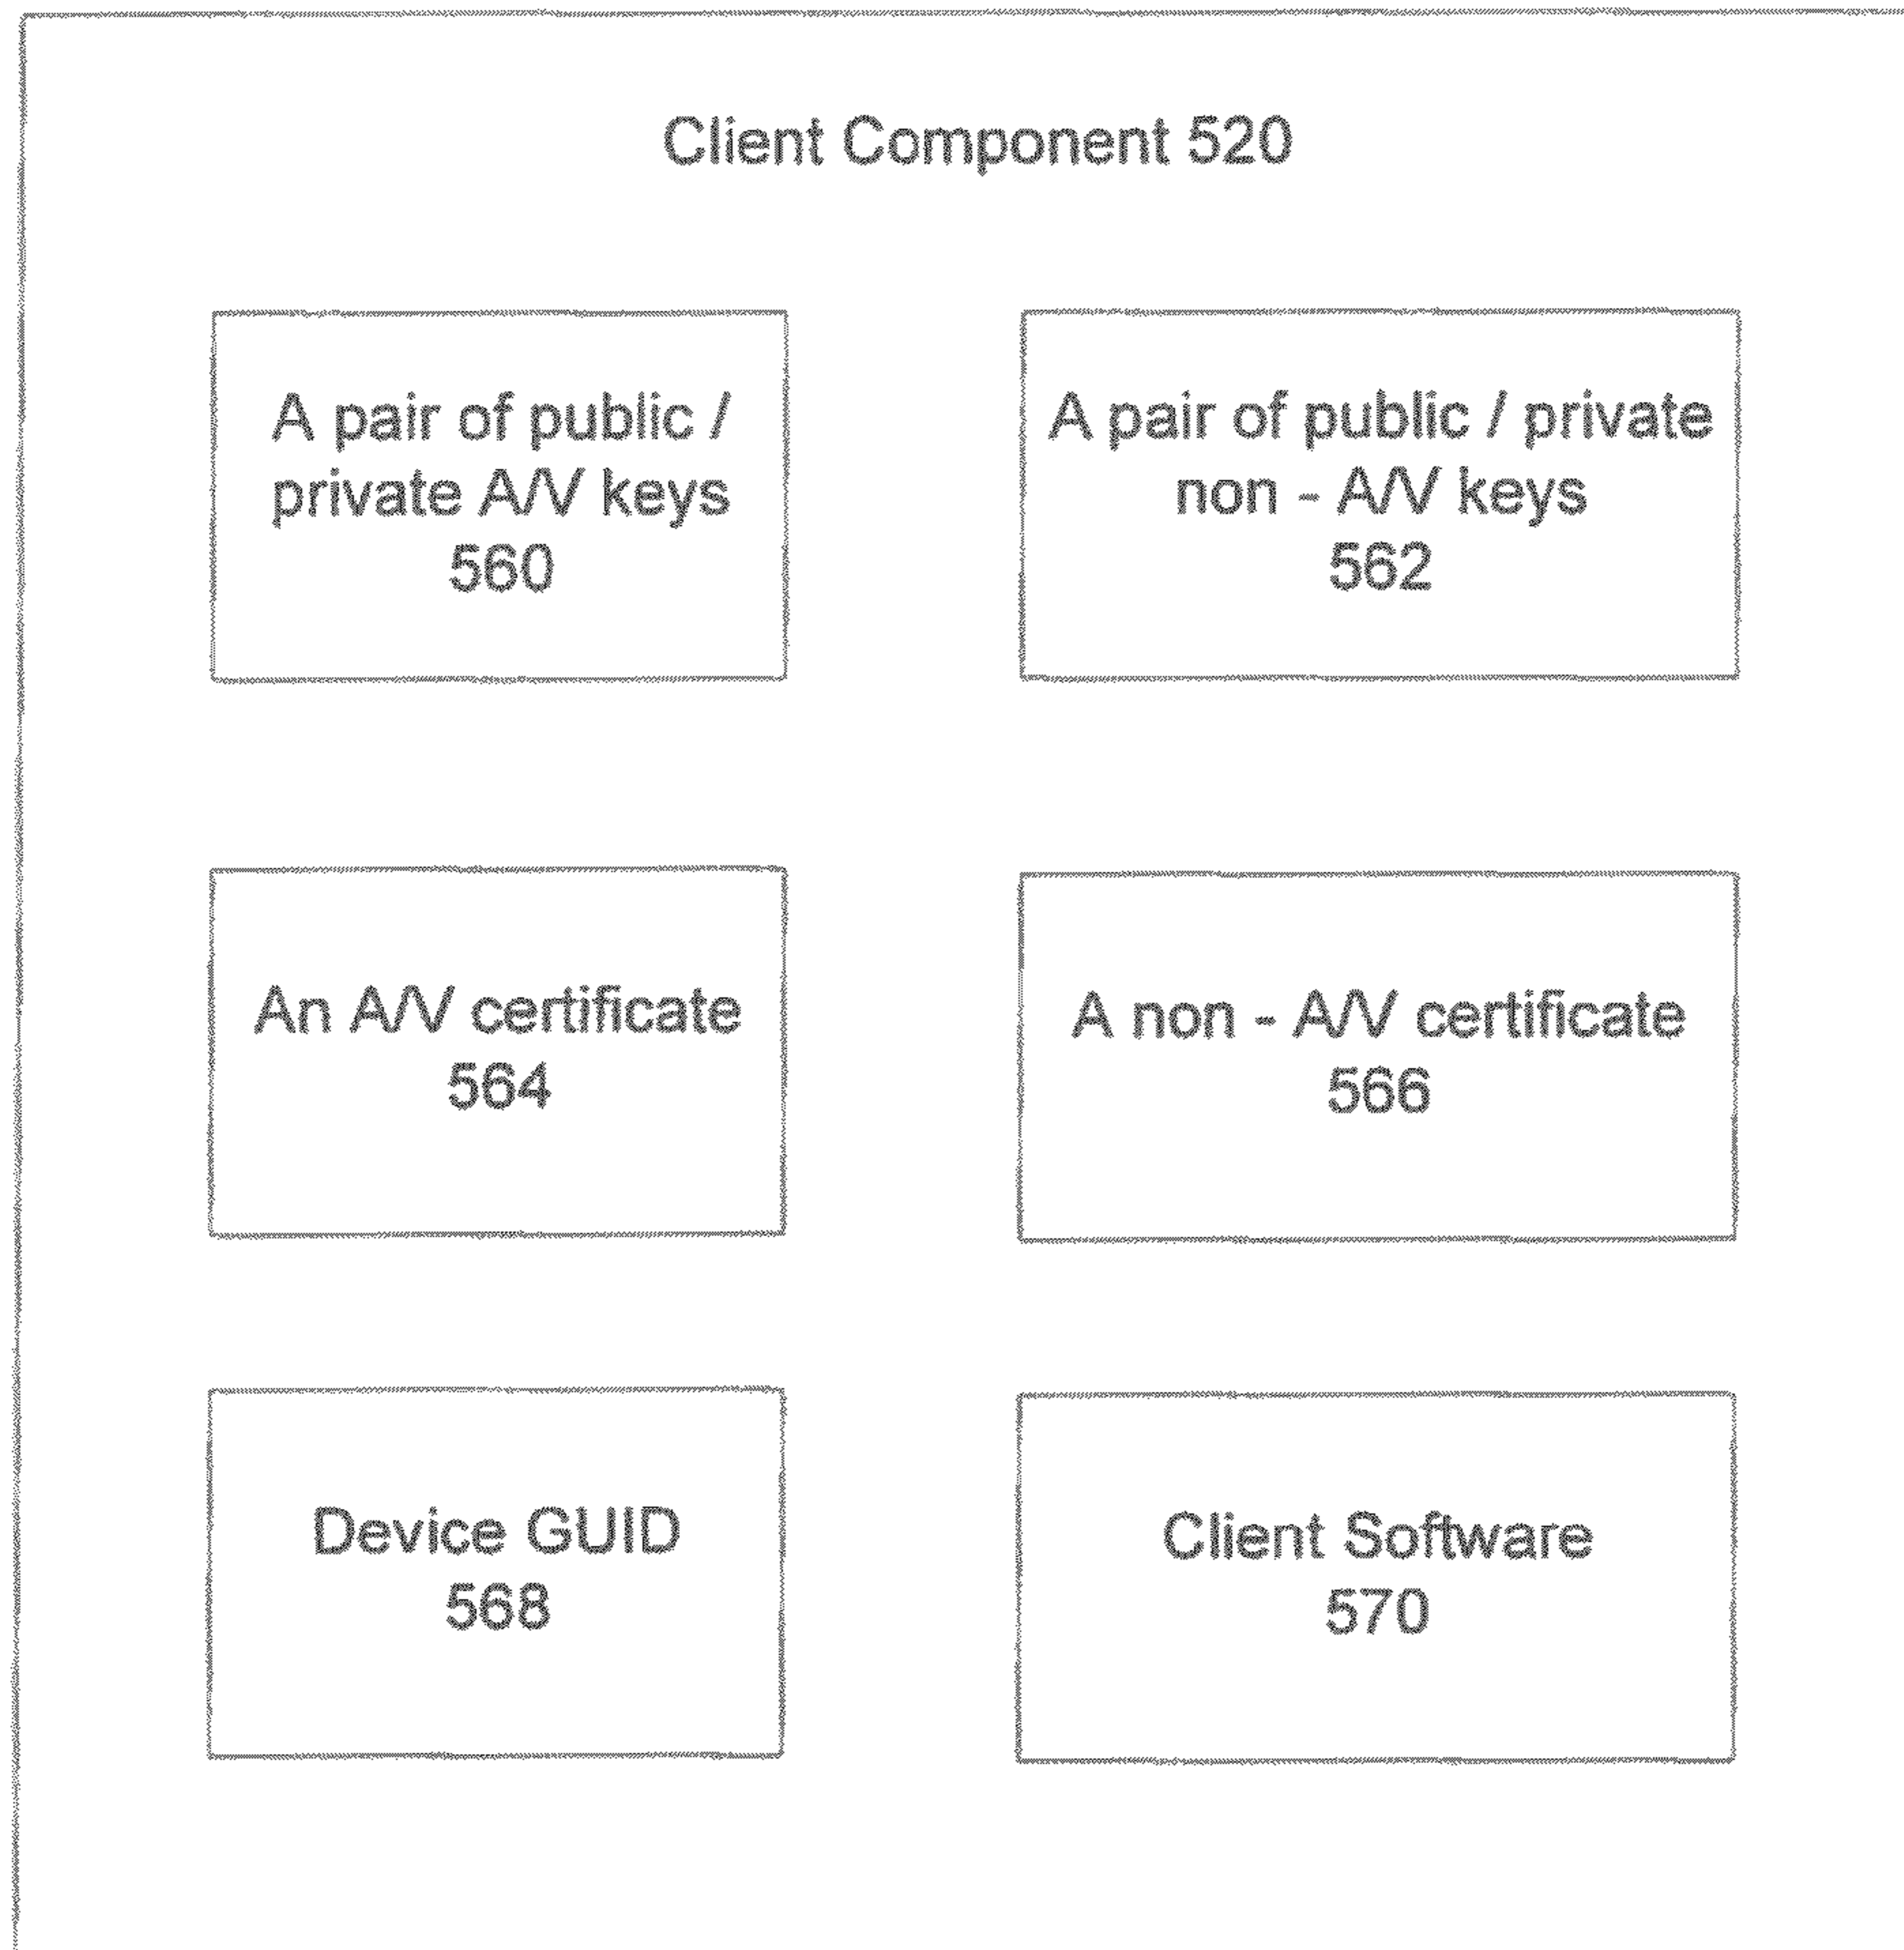 Client Component 520
A pair of public /
private A/V keys
560
A pair of public / private
non - A/V keys
562
An A/V certificate
564
A non - A/V certificate
566
Device GUID
568
Client Software
570